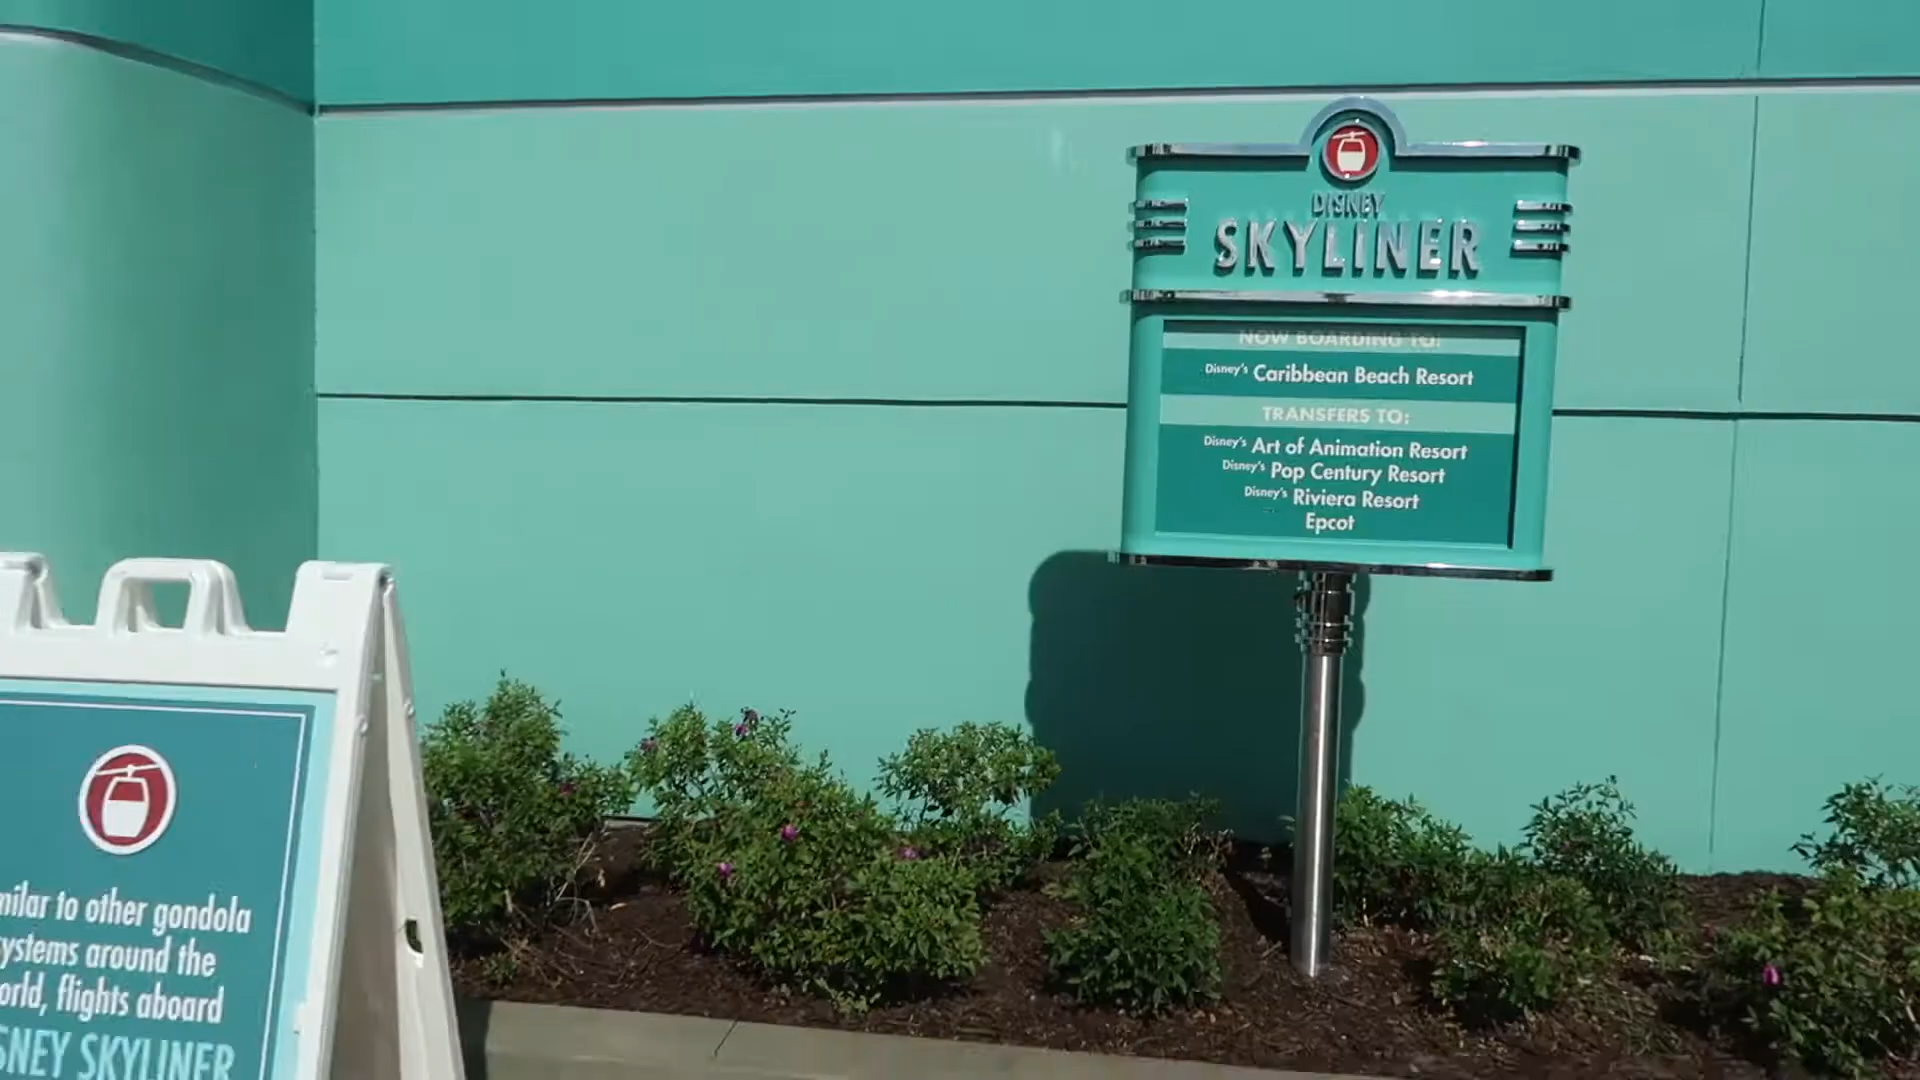 DISNEY
SKYLINER
NOW BOARDING TO:
Disney's Caribbean Beach Resort
TRANSFERS TO:
Disney's Art of Animation Resort
Disney's Pop Century Resort
Disney's Riviera Resort
Epcot
milar to other gondola
ystems around the
orld, flights aboard
SNEY SKYLINER